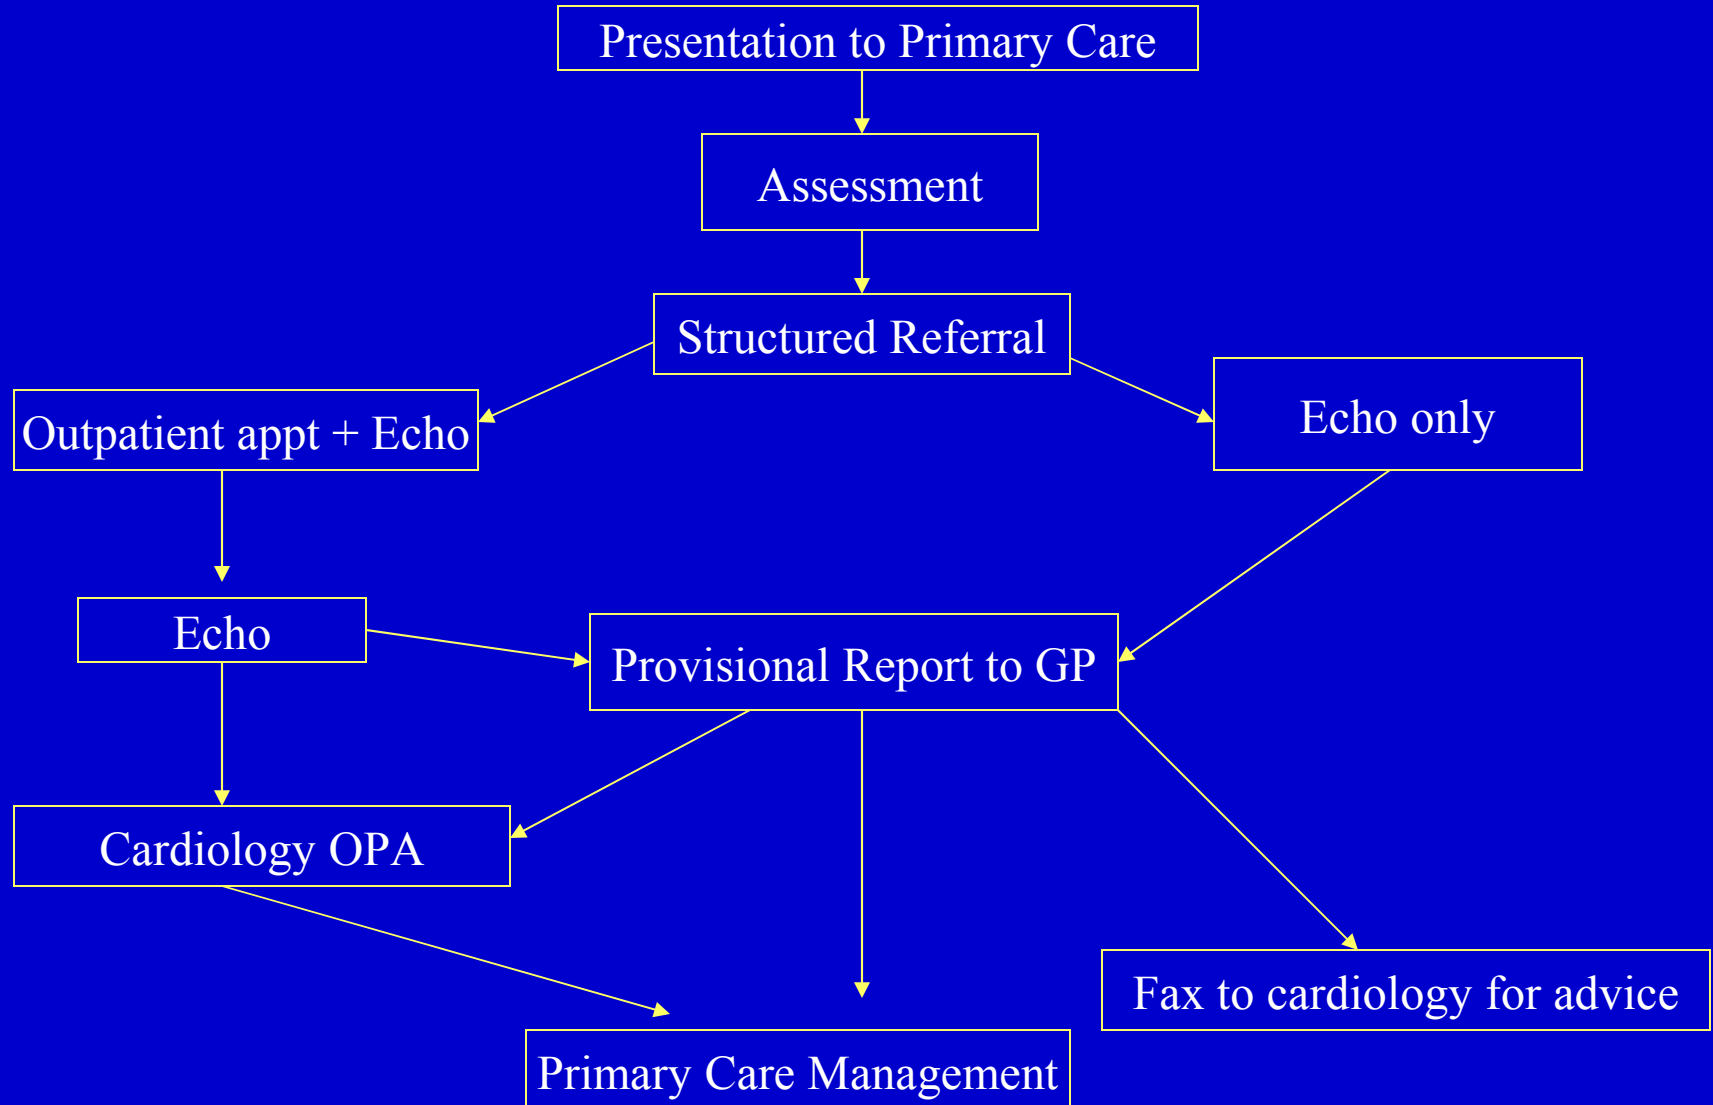 Presentation to Primary Care
Assessment
Structured Referral
Outpatient appt + Echo
Echo only
Echo
Provisional Report to GP
Cardiology OPA
Fax to cardiology for advice
Primary Care Management